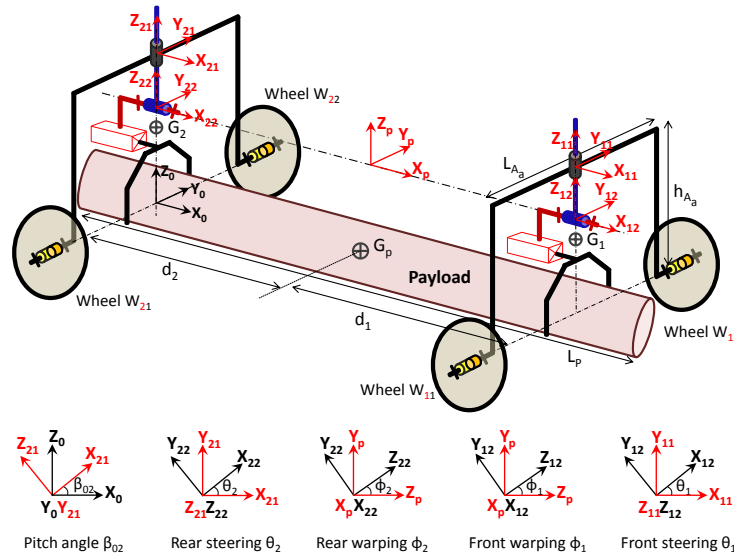 Z21 Y21
X21
Z22 Y22
X22
G2
Wheel W22
Zp
Yp
Xp
Z11 Y11
X11
Z12 Y12
X12
G1
LAa
hAa
Z0
Y0
X0
Gp
Payload
d2
d1
LP
Wheel W21
Wheel W11
Wheel W1
Z21 Z0 X21
β02 X0
Y0 Y21
Y22 Y21 X22
θ2 X21
Z21 Z22
Y22 Yp Z22
ϕ2 Zp
Xp X22
Y12 Yp Z12
ϕ1 Zp
Xp X12
Y12 Y11 X12
θ1 X11
Z11 Z12
Pitch angle β02
Rear steering θ2
Rear warping ϕ2
Front warping ϕ1
Front steering θ1